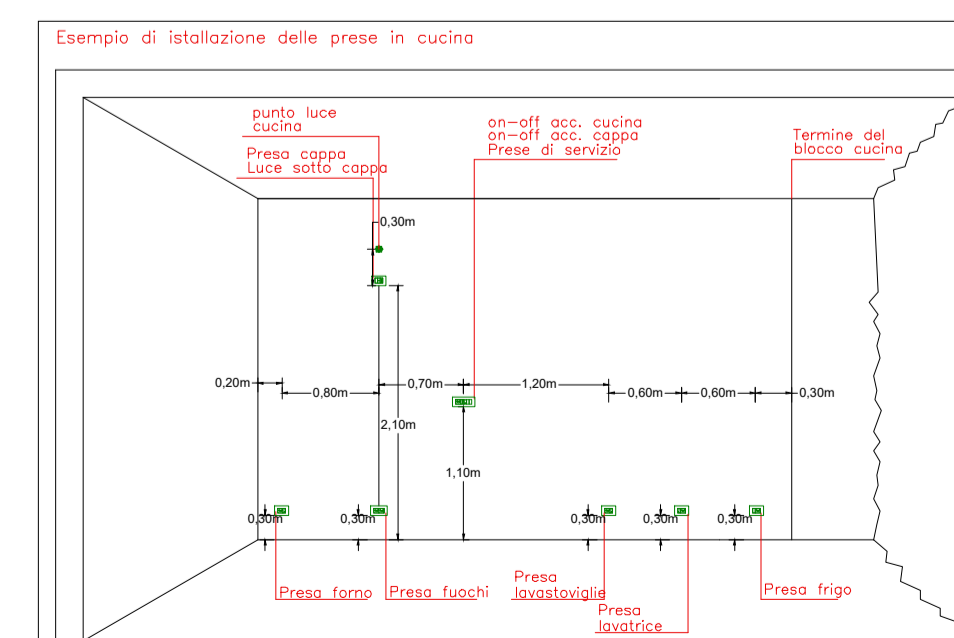 Esempio di istallazione delle prese in cucina
punto luce
cucina
on-off acc. cucina
on-off acc. cappa
Prese di servizio
Termine del
blocco cucina
Presa cappa
Luce sotto cappa
0,30m
0,20m
0,80m
0,70m
1,20m
0,60m
0,60m
0,30m
2,10m
1,10m
0,30m
0,30m
0,30m
0,30m
0,30m
Presa forno
Presa fuochi
Presa
lavastoviglie
Presa frigo
Presa
lavatrice